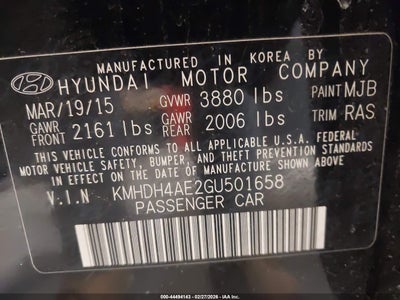 MANUFACTURED IN KOREA BY
HYUNDAI MOTOR COMPANY
MAR/19/15 GVWR 3880 lbs PAINT MJB
GAWR FRONT 2161 lbs GAWR REAR 2006 lbs TRIM RAS
THIS VEHICLE CONFORMS TO ALL APPLICABLE U.S.A. FEDERAL
MOTOR VEHICLE SAFETY, BUMPER, AND THEFT PREVENTION
STANDARDS IN EFFECT ON THE DATE OF MANUFACTURE SHOWN ABOVE.
V.I.N KMHDH4AE2GU501658
PASSENGER CAR
000-44494143 - 02/27/2026 - IAAI